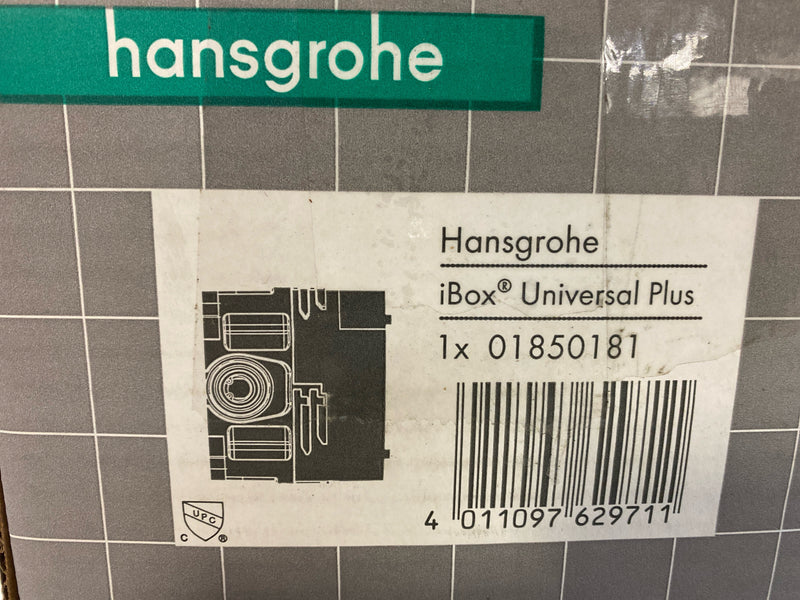 hansgrohe
Hansgrohe
iBox® Universal Plus
1x 01850181
UPC
C ®
4 011097 629711